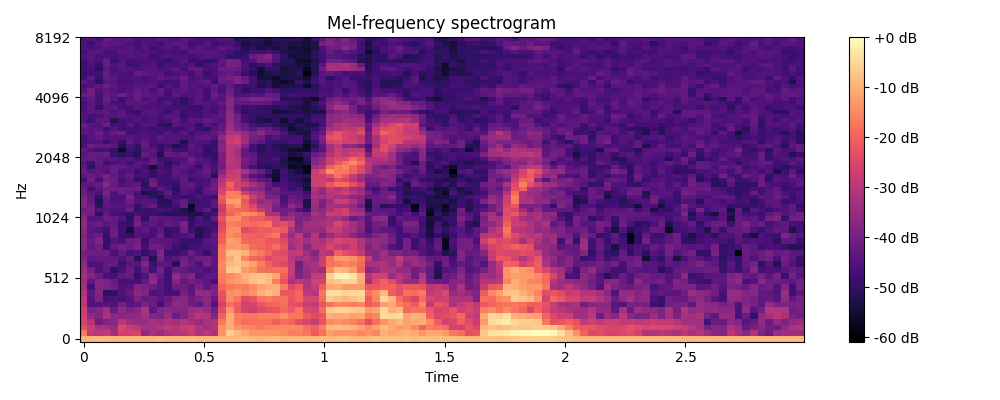 Mel-frequency spectrogram
8192
4096
2048
1024
512
0
Hz
0
0.5
1
1.5
2
2.5
Time
+0 dB
-10 dB
-20 dB
-30 dB
-40 dB
-50 dB
-60 dB